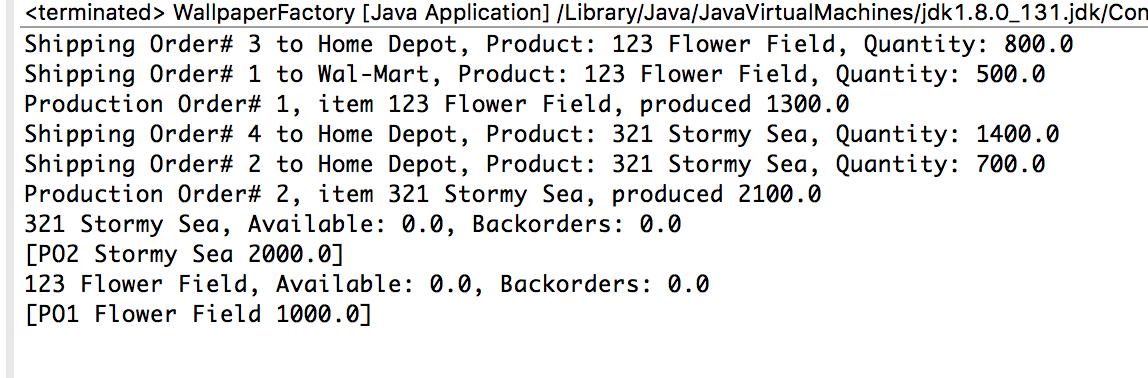 <terminated> WallpaperFactory [Java Application] /Library/Java/JavaVirtualMachines/jdk1.8.0_131.jdk/Con
Shipping Order# 3 to Home Depot, Product: 123 Flower Field, Quantity: 800.0
Shipping Order# 1 to Wal-Mart, Product: 123 Flower Field, Quantity: 500.0
Production Order# 1, item 123 Flower Field, produced 1300.0
Shipping Order# 4 to Home Depot, Product: 321 Stormy Sea, Quantity: 1400.0
Shipping Order# 2 to Home Depot, Product: 321 Stormy Sea, Quantity: 700.0
Production Order# 2, item 321 Stormy Sea, produced 2100.0
321 Stormy Sea, Available: 0.0, Backorders: 0.0
[PO2 Stormy Sea 2000.0]
123 Flower Field, Available: 0.0, Backorders: 0.0
[PO1 Flower Field 1000.0]